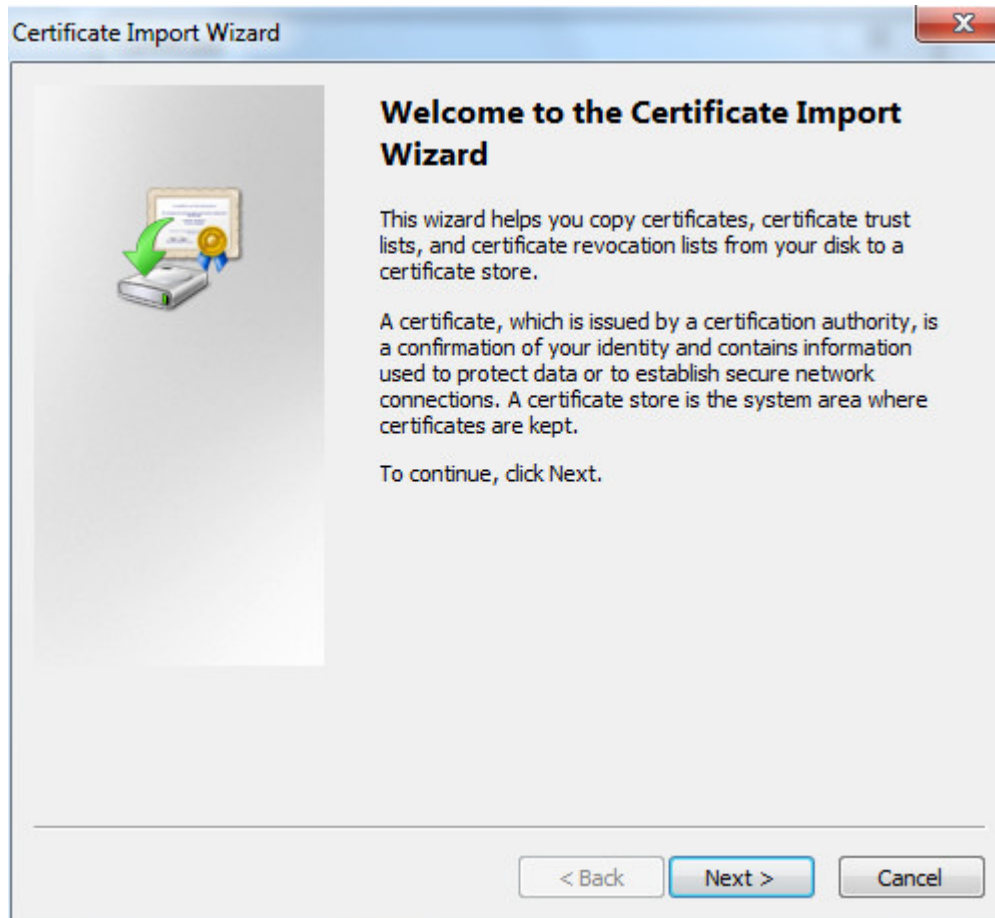 Certificate Import Wizard
Welcome to the Certificate Import
Wizard
This wizard helps you copy certificates, certificate trust
lists, and certificate revocation lists from your disk to a
certificate store.
A certificate, which is issued by a certification authority, is
a confirmation of your identity and contains information
used to protect data or to establish secure network
connections. A certificate store is the system area where
certificates are kept.
To continue, click Next.
< Back
Next >
Cancel